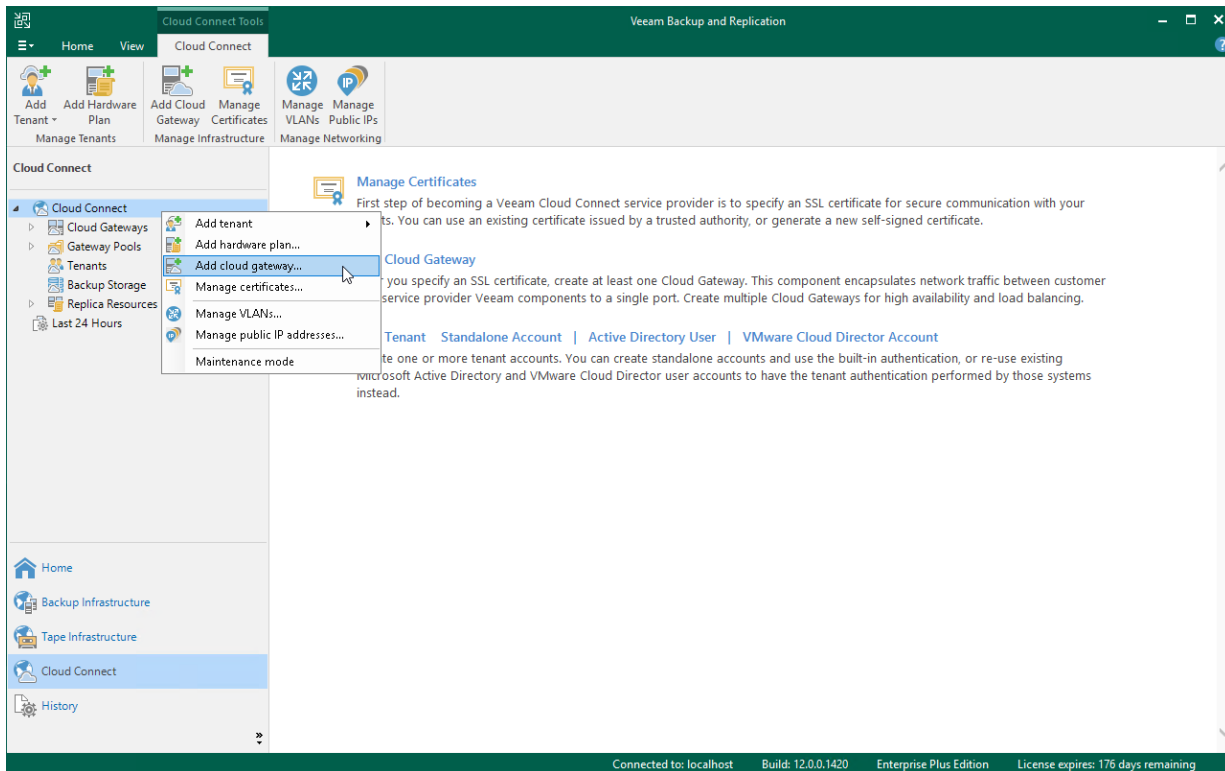 Cloud Connect Tools
Veeam Backup and Replication
Home View Cloud Connect
Add Tenant
Add Hardware Plan
Add Cloud Gateway
Manage Certificates
Manage VLANs
Manage Public IPs
Manage Tenants
Manage Infrastructure
Manage Networking
Cloud Connect
Cloud Connect
Cloud Gateways
Gateway Pools
Tenants
Backup Storage
Replica Resources
Last 24 Hours
Add tenant
Add hardware plan...
Add cloud gateway...
Manage certificates...
Manage VLANs...
Manage public IP addresses...
Maintenance mode
Manage Certificates
First step of becoming a Veeam Cloud Connect service provider is to specify an SSL certificate for secure communication with your
ts. You can use an existing certificate issued by a trusted authority, or generate a new self-signed certificate.
Cloud Gateway
you specify an SSL certificate, create at least one Cloud Gateway. This component encapsulates network traffic between customer
service provider Veeam components to a single port. Create multiple Cloud Gateways for high availability and load balancing.
Tenant Standalone Account | Active Directory User | VMware Cloud Director Account
te one or more tenant accounts. You can create standalone accounts and use the built-in authentication, or re-use existing
Microsoft Active Directory and VMware Cloud Director user accounts to have the tenant authentication performed by those systems
instead.
Home
Backup Infrastructure
Tape Infrastructure
Cloud Connect
History
Connected to: localhost Build: 12.0.0.1420 Enterprise Plus Edition License expires: 176 days remaining